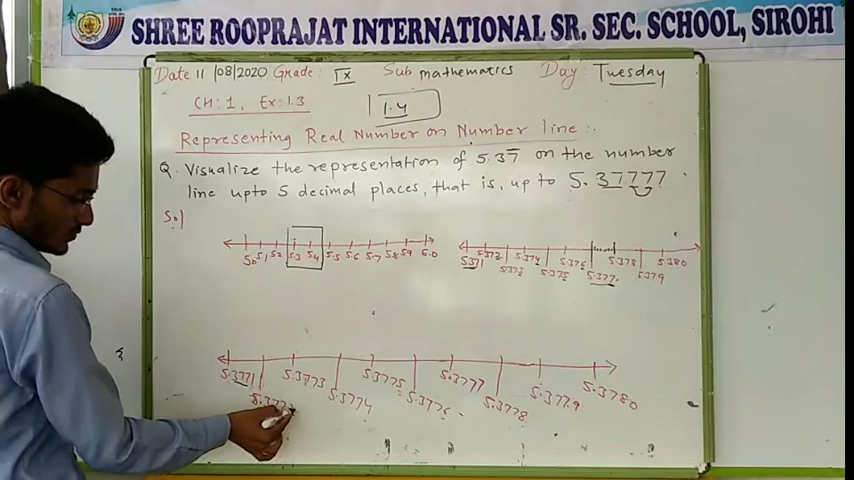 SHREE ROOPRAJAT INTERNATIONAL SR. SEC. SCHOOL, SIROHI
Date 11/08/2020 Grade: IX Sub mathematics Day: Tuesday
CH: 1, Ex: 1.3 1.4
Representing Real Number on Number line :-
Q. Visualize the representation of 5.37̅ on the number
line upto 5 decimal places, that is, up to 5.37777
Sol
5.0 5.1 5.2 5.3 5.4 5.5 5.6 5.7 5.8 5.9 6.0
5.371 5.372 5.373 5.374 5.375 5.376 5.377 5.378 5.379 5.380
5.3771 5.3773 5.3774 5.3775 5.3776 5.3777 5.3778 5.3779 5.3780